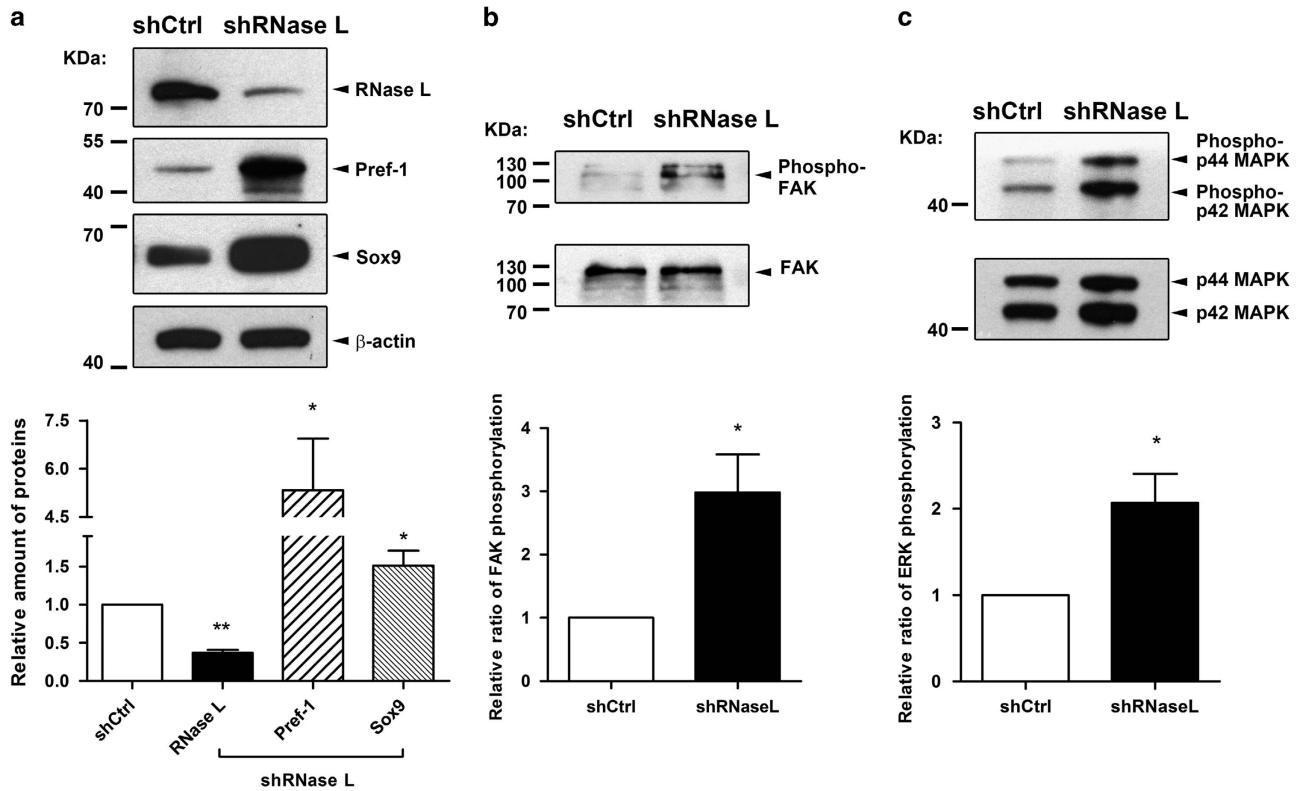 a
shCtrl shRNase L
KDa:
RNase L
70
55
Pref-1
40
70
Sox9
β-actin
40
Relative amount of proteins
7.5
6.0
4.5
1.5
1.0
0.5
0.0
*
**
*
shCtrl
RNase L
Pref-1
Sox9
shRNase L
b
shCtrl shRNase L
KDa:
130
100
70
Phospho-
FAK
130
100
70
FAK
Relative ratio of FAK phosphorylation
4
3
2
1
0
*
shCtrl
shRNaseL
c
shCtrl shRNase L
KDa:
Phospho-
p44 MAPK
Phospho-
p42 MAPK
40
p44 MAPK
p42 MAPK
40
Relative ratio of ERK phosphorylation
3
2
1
0
*
shCtrl
shRNaseL